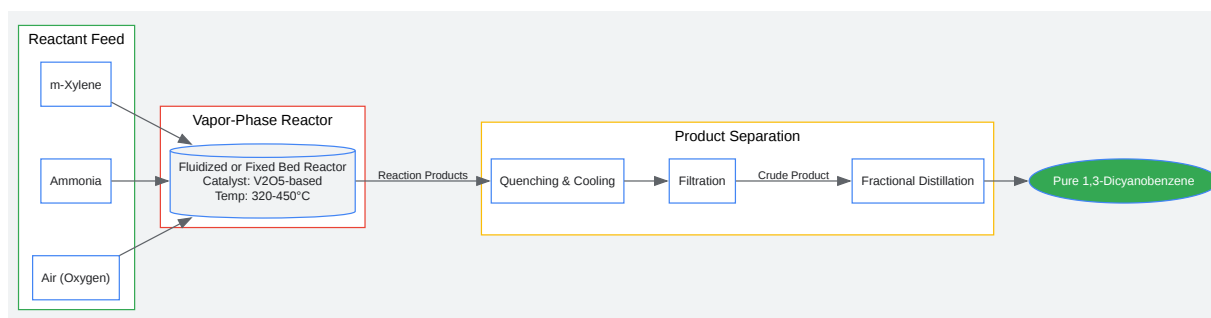 Reactant Feed
m-Xylene
Ammonia
Air (Oxygen)
Vapor-Phase Reactor
Fluidized or Fixed Bed Reactor
Catalyst: V2O5-based
Temp: 320-450°C
Reaction Products
Product Separation
Quenching & Cooling
Filtration
Crude Product
Fractional Distillation
Pure 1,3-Dicyanobenzene